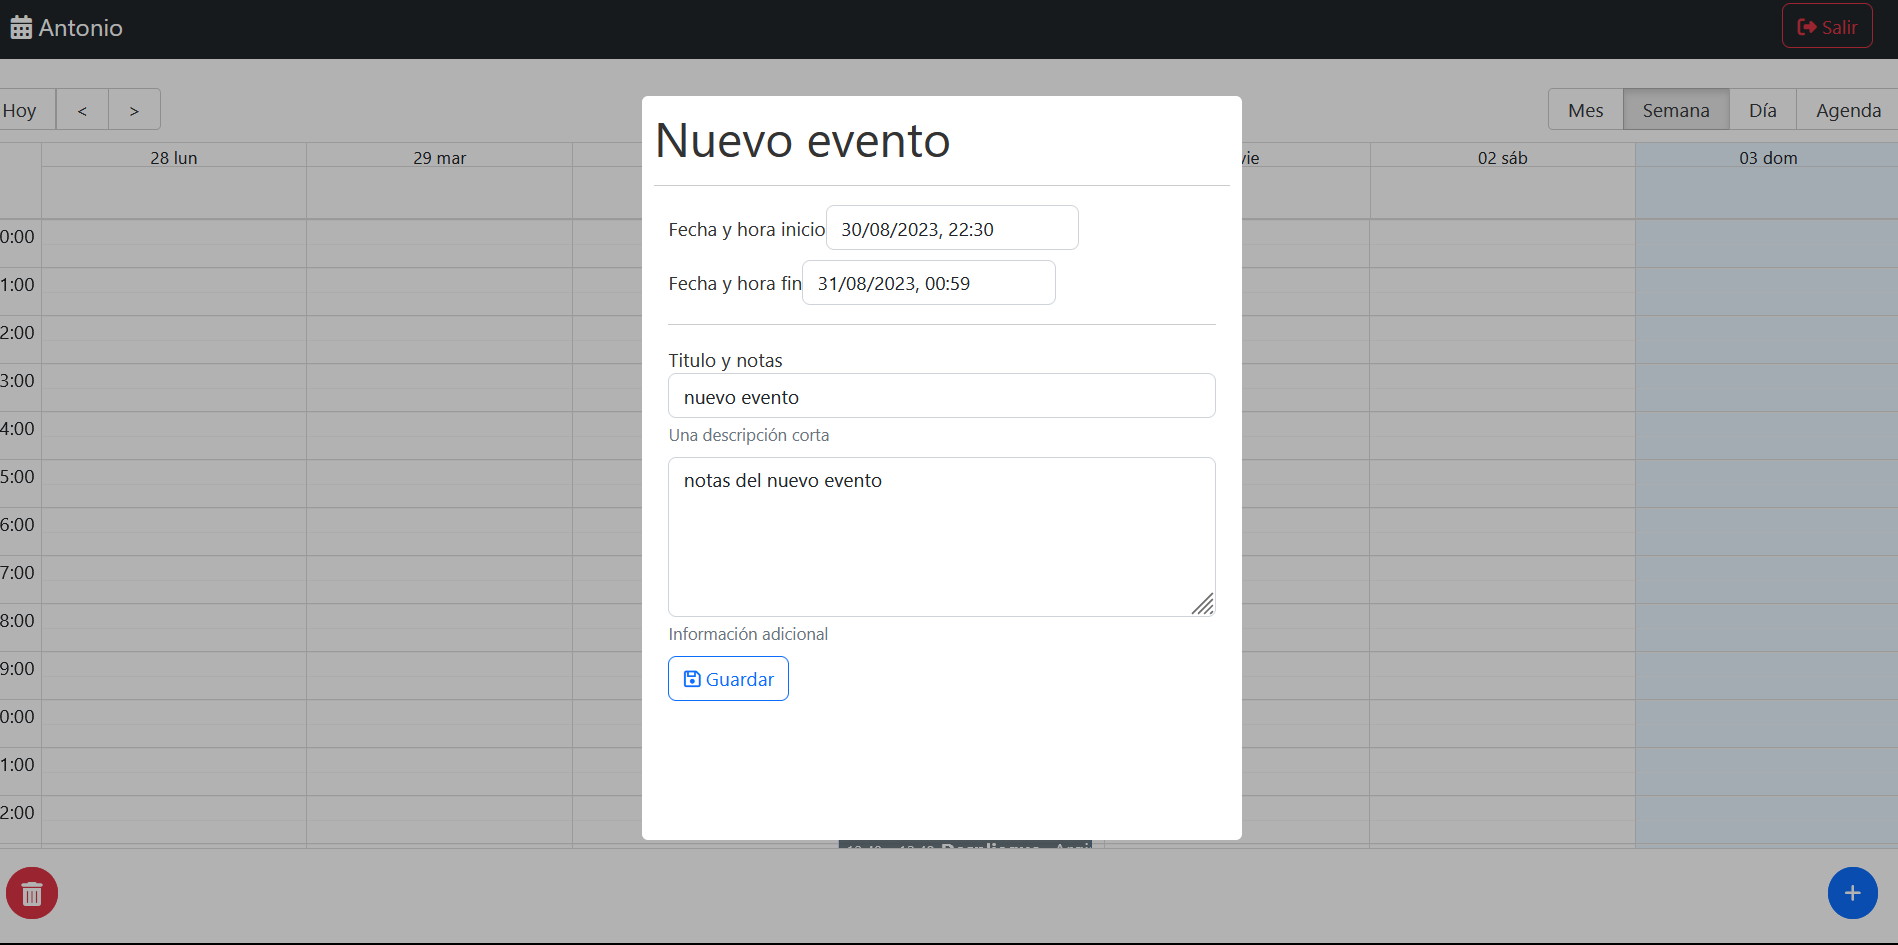 Antonio
Salir
Hoy
<
>
Mes
Semana
Día
Agenda
28 lun
29 mar
vie
02 sáb
03 dom
0:00
1:00
2:00
3:00
4:00
5:00
6:00
7:00
8:00
9:00
0:00
1:00
2:00
Nuevo evento
Fecha y hora inicio 30/08/2023, 22:30
Fecha y hora fin 31/08/2023, 00:59
Titulo y notas
nuevo evento
Una descripción corta
notas del nuevo evento
Información adicional
Guardar
+